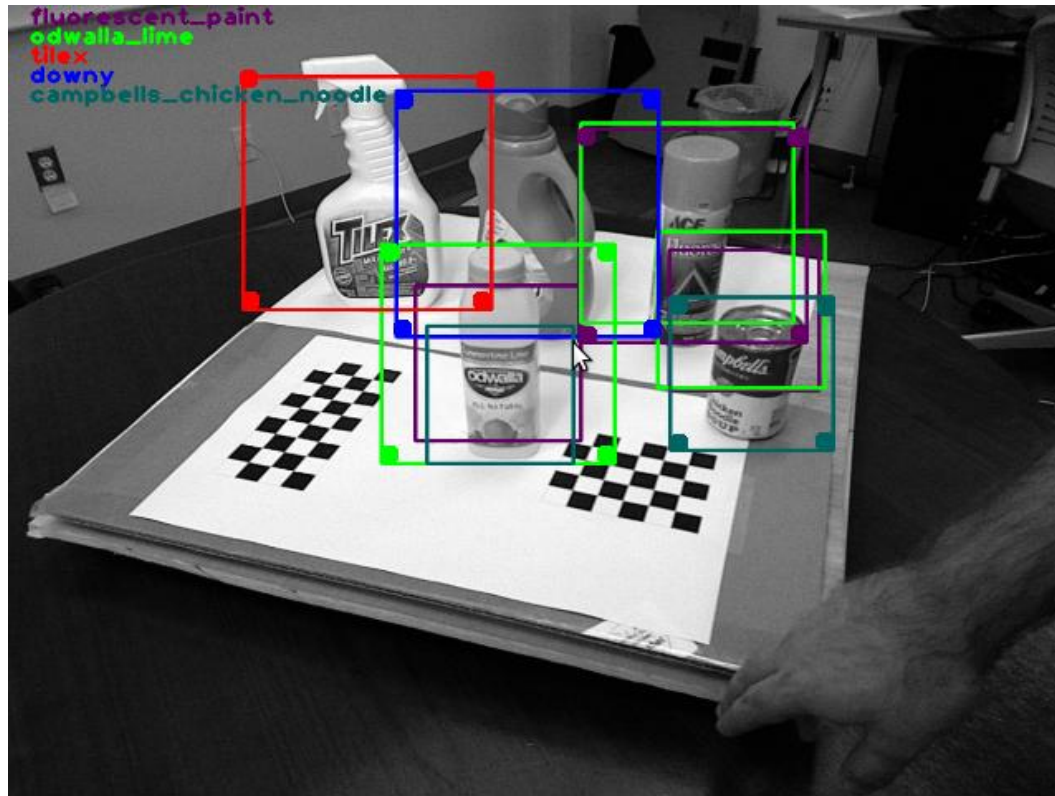 fluorescent_paint
odwalla_lime
tilex
downy
campbells_chicken_noodle
TILEX
ACE
odwalla
ALL NATURAL
Campbell's
Chicken
Noodle
SOUP